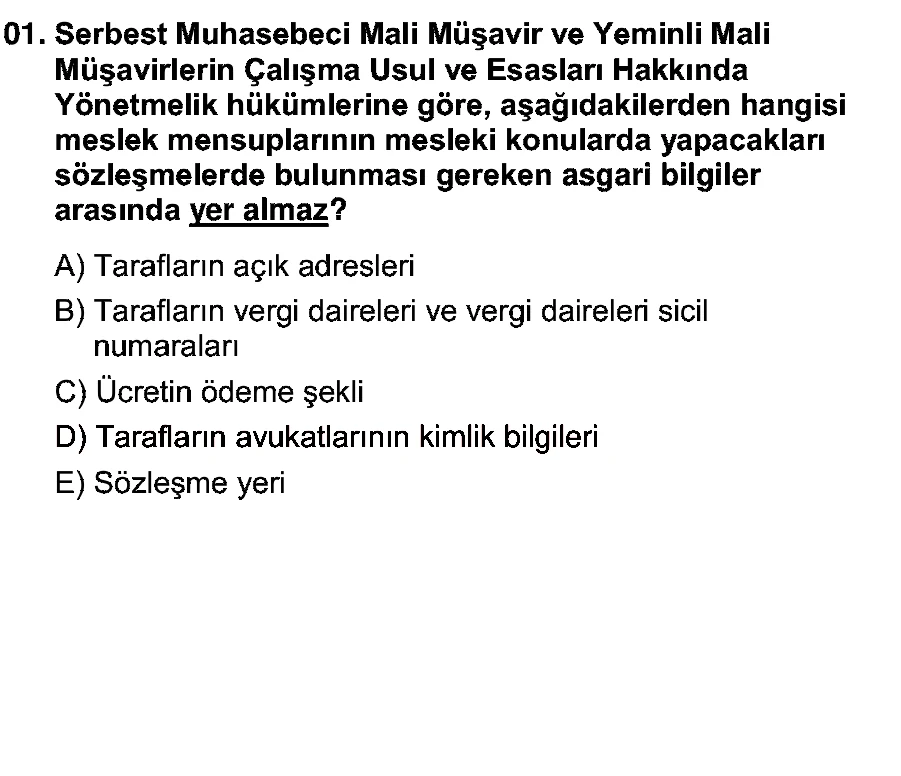 01. Serbest Muhasebeci Mali Müşavir ve Yeminli Mali
Müşavirlerin Çalışma Usul ve Esasları Hakkında
Yönetmelik hükümlerine göre, aşağıdakilerden hangisi
meslek mensuplarının mesleki konularda yapacakları
sözleşmelerde bulunması gereken asgari bilgiler
arasında yer almaz?
A) Tarafların açık adresleri
B) Tarafların vergi daireleri ve vergi daireleri sicil
numaraları
C) Ücretin ödeme şekli
D) Tarafların avukatlarının kimlik bilgileri
E) Sözleşme yeri